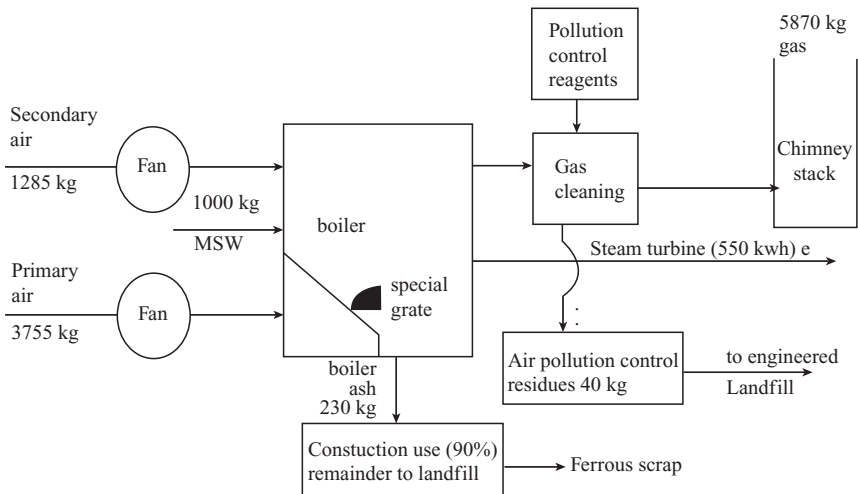 Pollution
control
reagents
5870 kg
gas
Secondary
air
Fan
1285 kg
1000 kg
MSW
boiler
Gas
cleaning
Chimney
stack
Steam turbine (550 kwh) e
Primary
air
Fan
3755 kg
special
grate
boiler
ash
230 kg
Air pollution control
residues 40 kg
to engineered
Landfill
Constuction use (90%)
remainder to landfill
Ferrous scrap